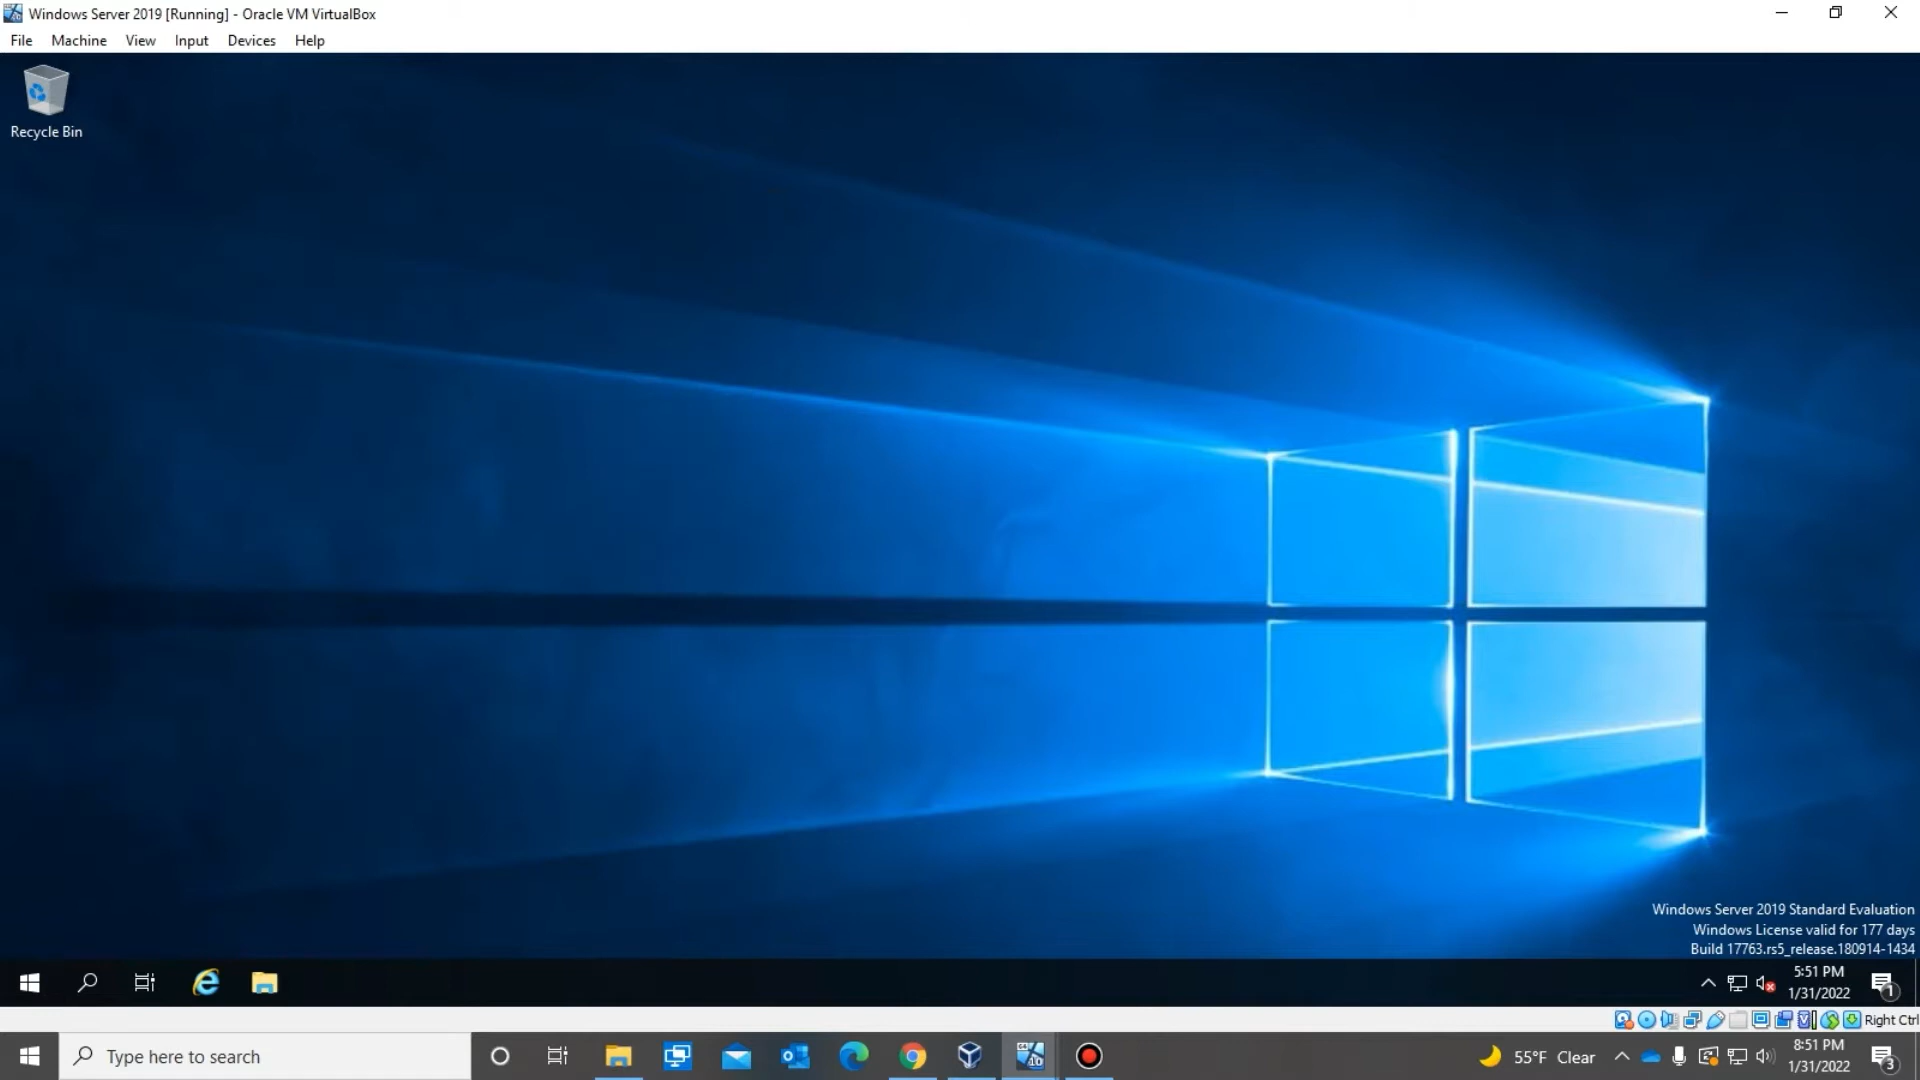 Windows Server 2019 [Running] - Oracle VM VirtualBox
File Machine View Input Devices Help
Recycle Bin
Windows Server 2019 Standard Evaluation
Windows License valid for 177 days
Build 17763.rs5_release.180914-1434
5:51 PM
1/31/2022
1
Right Ctrl
Type here to search
55°F Clear
8:51 PM
1/31/2022
3